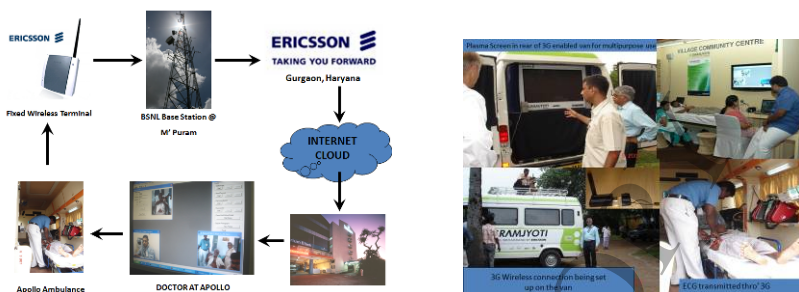 ERICSSON
Fixed Wireless Terminal
BSNL Base Station @
M' Puram
ERICSSON
TAKING YOU FORWARD
Gurgaon, Haryana
INTERNET
CLOUD
DOCTOR AT APOLLO
Apollo Ambulance
Plasma Screen in rear of 3G enabled van for multipurpose use
VILLAGE COMMUNITY CENTRE
GRAMJYOTI
3G Wireless connection being set
up on the van
ECG transmitted thro' 3G